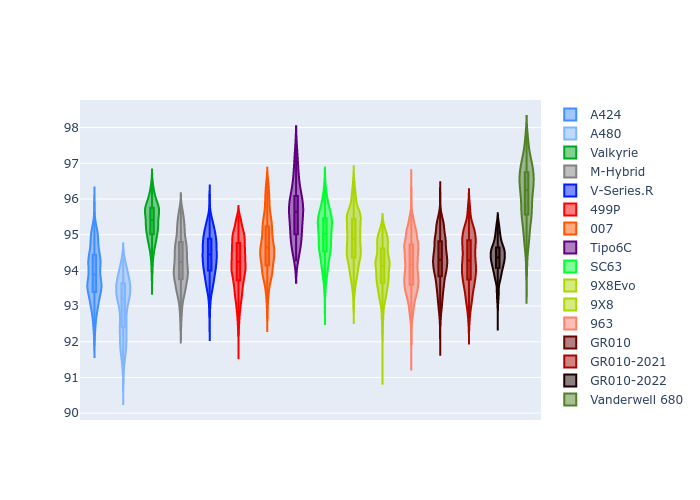 98
97
96
95
94
93
92
91
90
A424
A480
Valkyrie
M-Hybrid
V-Series.R
499P
007
Tipo6C
SC63
9X8Evo
9X8
963
GR010
GR010-2021
GR010-2022
Vanderwell 680